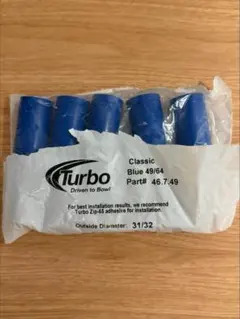 Turbo
Driven to Bowl
Classic
Blue 49/64
Part# 46.7.49
For best installation results, we recommend
Turbo Zip-65 adhesive for installation.
Outside Diameter: 31/32